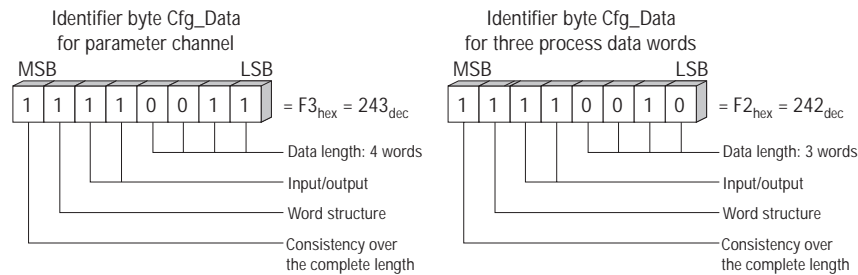 Identifier byte Cfg_Data
for parameter channel
MSB LSB
1 1 1 1 0 0 1 1 = F3hex = 243dec
Data length: 4 words
Input/output
Word structure
Consistency over
the complete length
Identifier byte Cfg_Data
for three process data words
MSB LSB
1 1 1 1 0 0 1 0 = F2hex = 242dec
Data length: 3 words
Input/output
Word structure
Consistency over
the complete length